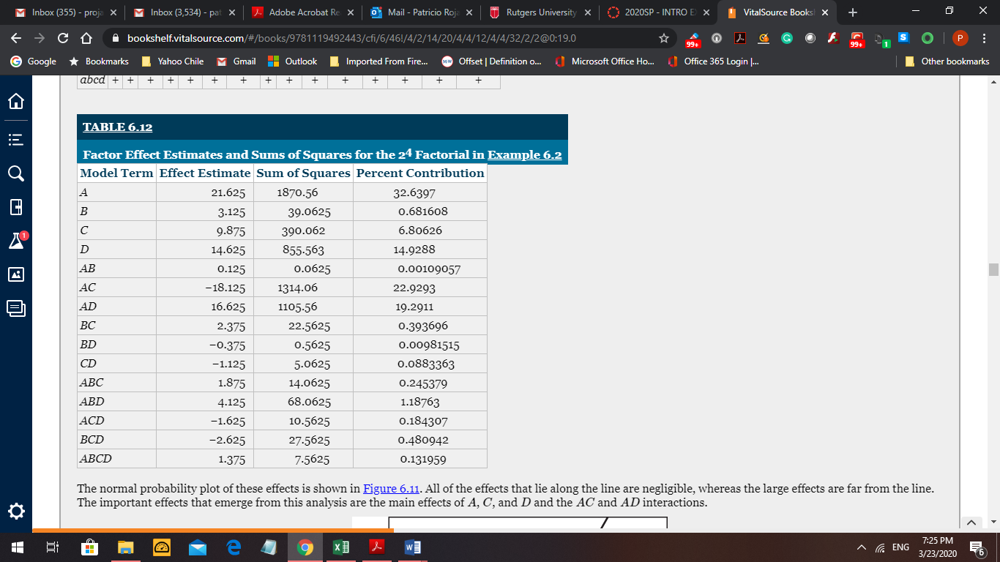 Inbox (355) - proja
Inbox (3,534) - pat
Adobe Acrobat Re
Mail - Patricio Roja
Rutgers University
2020SP - INTRO E
VitalSource Books
bookshelf.vitalsource.com/#/books/9781119492443/cfi/6/46!/4/2/14/20/4/4/12/4/4/32/2/2@0:19.0
99+
99+
1
P
Google
Bookmarks
Yahoo Chile
Gmail
Outlook
Imported From Fire...
Offset | Definition o...
Microsoft Office Ho...
Office 365 Login |...
Other bookmarks
abcd + + + + + + + + + + + + + + +
TABLE 6.12
Factor Effect Estimates and Sums of Squares for the 2⁴ Factorial in Example 6.2
Model Term Effect Estimate Sum of Squares Percent Contribution
A 21.625 1870.56 32.6397
B 3.125 39.0625 0.681608
C 9.875 390.062 6.80626
D 14.625 855.563 14.9288
AB 0.125 0.0625 0.00109057
AC −18.125 1314.06 22.9293
AD 16.625 1105.56 19.2911
BC 2.375 22.5625 0.393696
BD −0.375 0.5625 0.00981515
CD −1.125 5.0625 0.0883363
ABC 1.875 14.0625 0.245379
ABD 4.125 68.0625 1.18763
ACD −1.625 10.5625 0.184307
BCD −2.625 27.5625 0.480942
ABCD 1.375 7.5625 0.131959
The normal probability plot of these effects is shown in Figure 6.11. All of the effects that lie along the line are negligible, whereas the large effects are far from the line.
The important effects that emerge from this analysis are the main effects of A, C, and D and the AC and AD interactions.
1
ENG
7:25 PM
3/23/2020
6